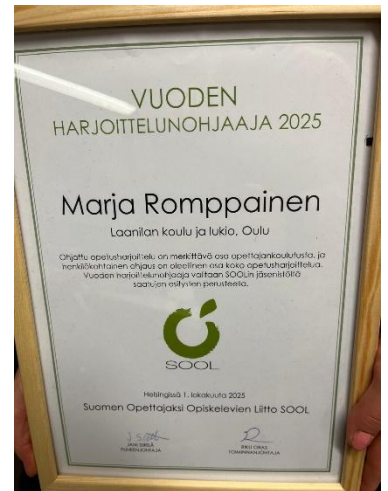 VUODEN
HARJOITTELUNOHJAAJA 2025
Marja Romppainen
Laanilan koulu ja lukio, Oulu
Ohjattu opetusharjoittelu on merkittävä osa opettajankoulutusta, ja
henkilökohtainen ohjaus on oleellinen osa koko opetusharjoittelua.
Vuoden harjoittelunohjaaja valitaan SOOLin jäsenistöltä
saatujen esitysten perusteella.
SOOL
Helsingissä 1. lokakuuta 2025
Suomen Opettajaksi Opiskelevien Liitto SOOL
PUHEENJOHTAJA
TOIMINNANJOHTAJA